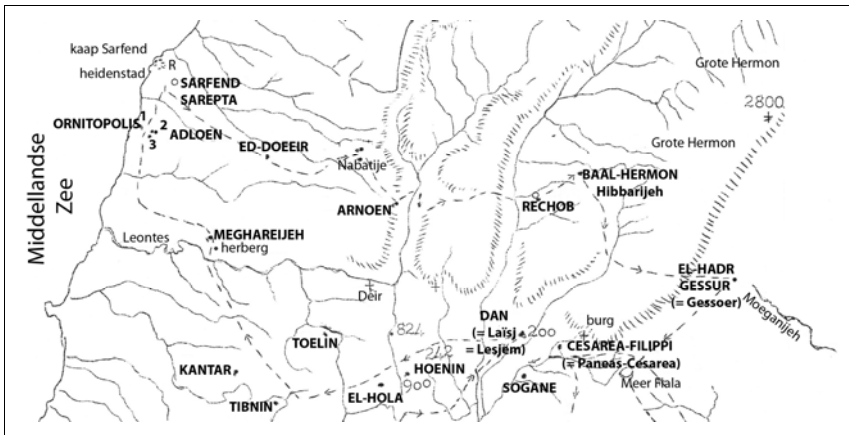 kaap Sarfend
heidenstad
R
SARFEND
SAREPTA
Grote Hermon
2800
ORNITOPOLIS
1
2
3
ADLOEN
ED-DOEEIR
Nabatije
Grote Hermon
BAAL-HERMON
Hibbarijeh
Middellandse
Zee
ARNOEN
RECHOB
MEGHAREIJEH
herberg
Leontes
EL-HADR
GESSUR
(= Gessoer)
Moeganijeh
Deir
DAN
(= Laïsj
= Lesjem)
200
burg
824
TOELIN
242
CESAREA-FILIPPI
(= Paneas-Cesarea)
KANTAR
HOENIN
900
Meer Fiala
TIBNIN
EL-HOLA
SOGANE